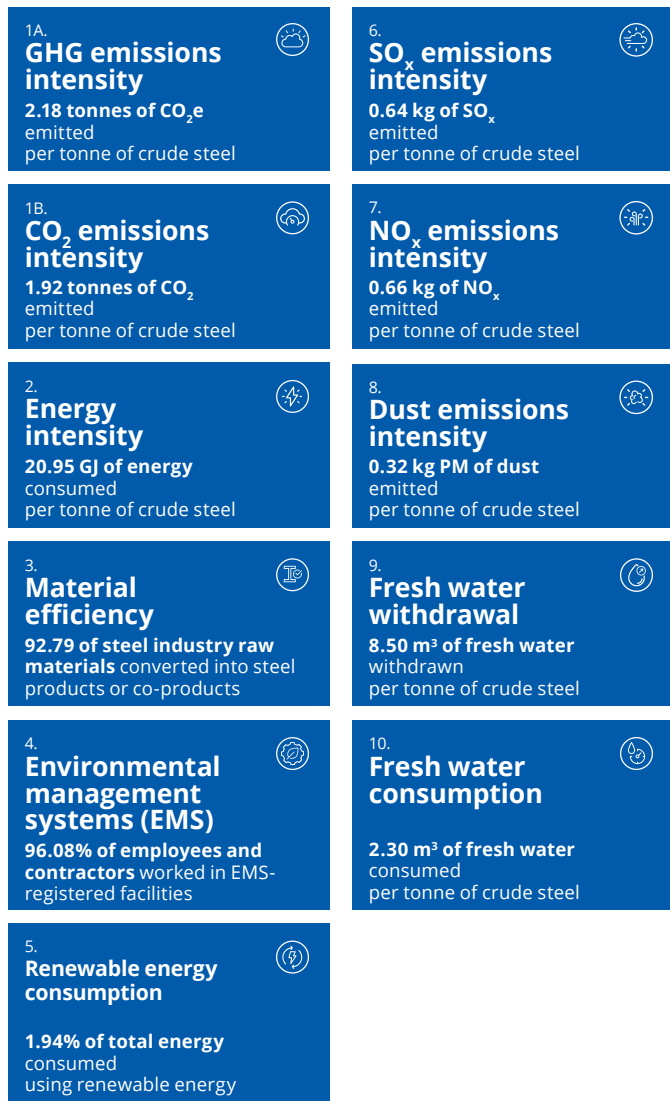 1A.
GHG emissions
intensity
2.18 tonnes of CO₂e
emitted
per tonne of crude steel
1B.
CO₂ emissions
intensity
1.92 tonnes of CO₂
emitted
per tonne of crude steel
2.
Energy
intensity
20.95 GJ of energy
consumed
per tonne of crude steel
3.
Material
efficiency
92.79 of steel industry raw
materials converted into steel
products or co-products
4.
Environmental
management
systems (EMS)
96.08% of employees and
contractors worked in EMS-
registered facilities
5.
Renewable energy
consumption
1.94% of total energy
consumed
using renewable energy
6.
SOₓ emissions
intensity
0.64 kg of SOₓ
emitted
per tonne of crude steel
7.
NOₓ emissions
intensity
0.66 kg of NOₓ
emitted
per tonne of crude steel
8.
Dust emissions
intensity
0.32 kg PM of dust
emitted
per tonne of crude steel
9.
Fresh water
withdrawal
8.50 m³ of fresh water
withdrawn
per tonne of crude steel
10.
Fresh water
consumption
2.30 m³ of fresh water
consumed
per tonne of crude steel